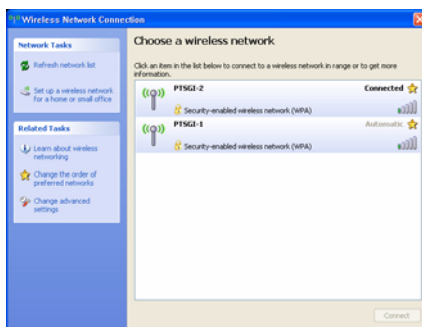 Wireless Network Connection
Network Tasks
Refresh network list
Set up a wireless network
for a home or small office
Related Tasks
Learn about wireless
networking
Change the order of
preferred networks
Change advanced
settings
Choose a wireless network
Click an item in the list below to connect to a wireless network in range or to get more
information.
PTSGI-2
Connected
Security-enabled wireless network (WPA)
PTSGI-1
Automatic
Security-enabled wireless network (WPA)
Connect